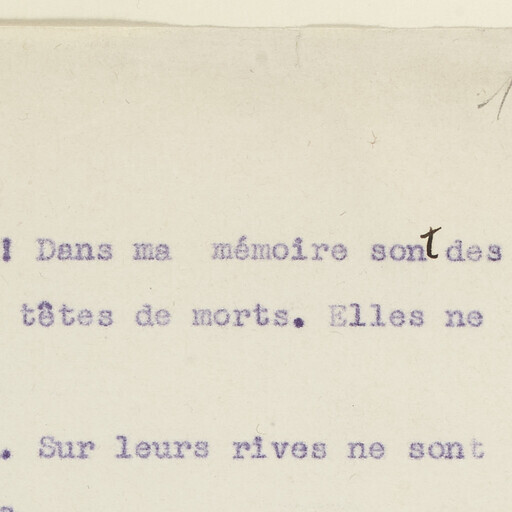 ! Dans ma mémoire sont des
têtes de morts. Elles ne
. Sur leurs rives ne sont